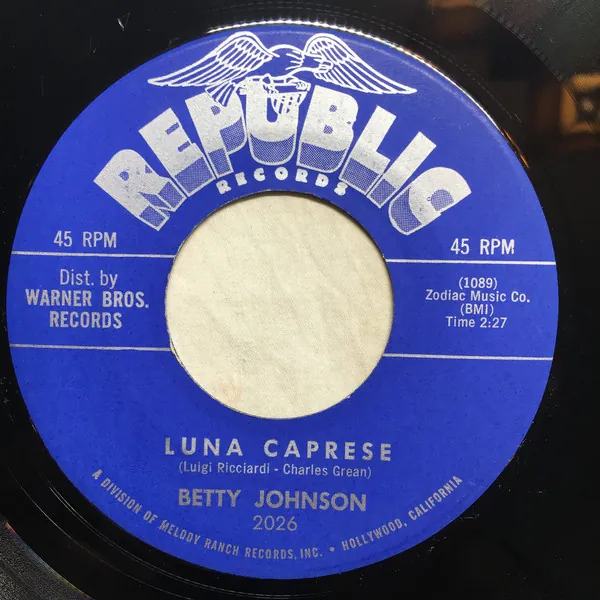 REPUBLIC
RECORDS
45 RPM
45 RPM
Dist. by
WARNER BROS.
RECORDS
(1089)
Zodiac Music Co.
(BMI)
Time 2:27
LUNA CAPRESE
(Luigi Ricciardi - Charles Grean)
BETTY JOHNSON
2026
A DIVISION OF MELODY RANCH RECORDS, INC. • HOLLYWOOD, CALIFORNIA